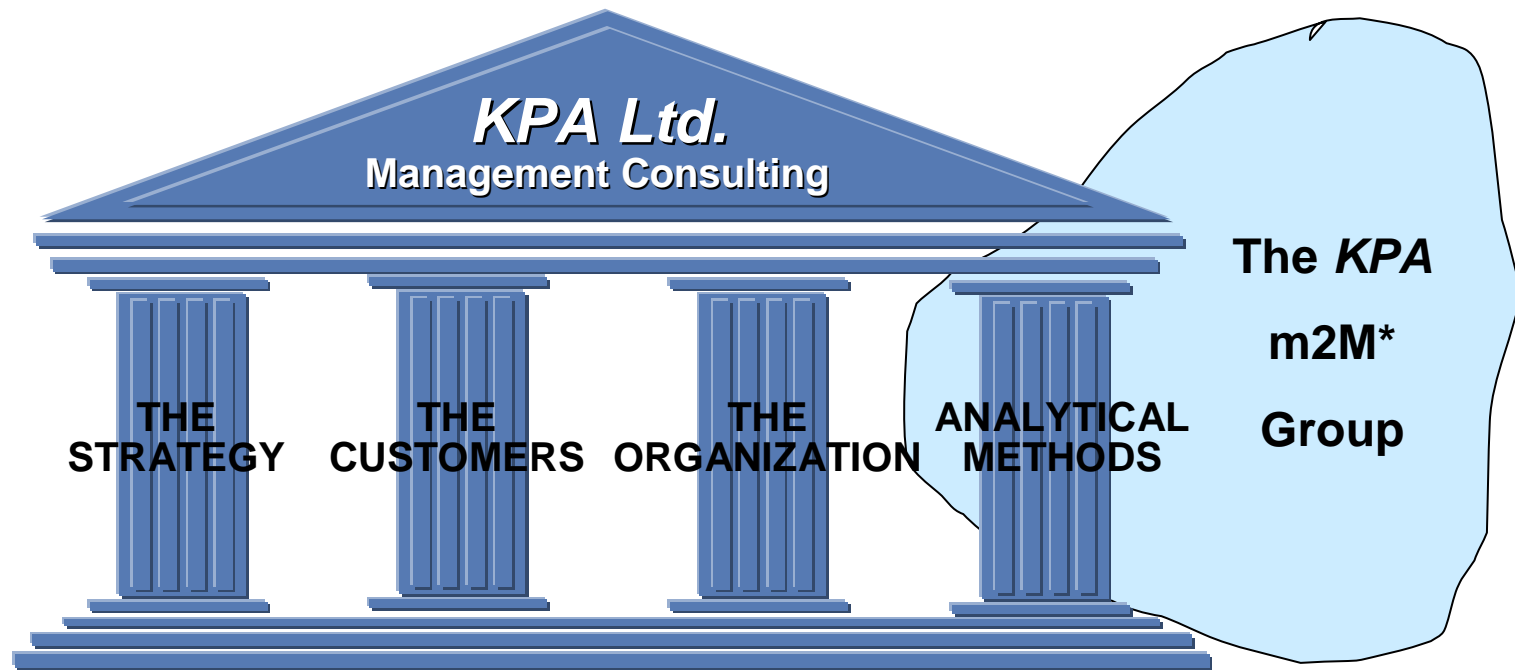 KPA Ltd.
Management Consulting
THE
STRATEGY
THE
CUSTOMERS
THE
ORGANIZATION
ANALYTICAL
METHODS
The KPA
m2M*
Group